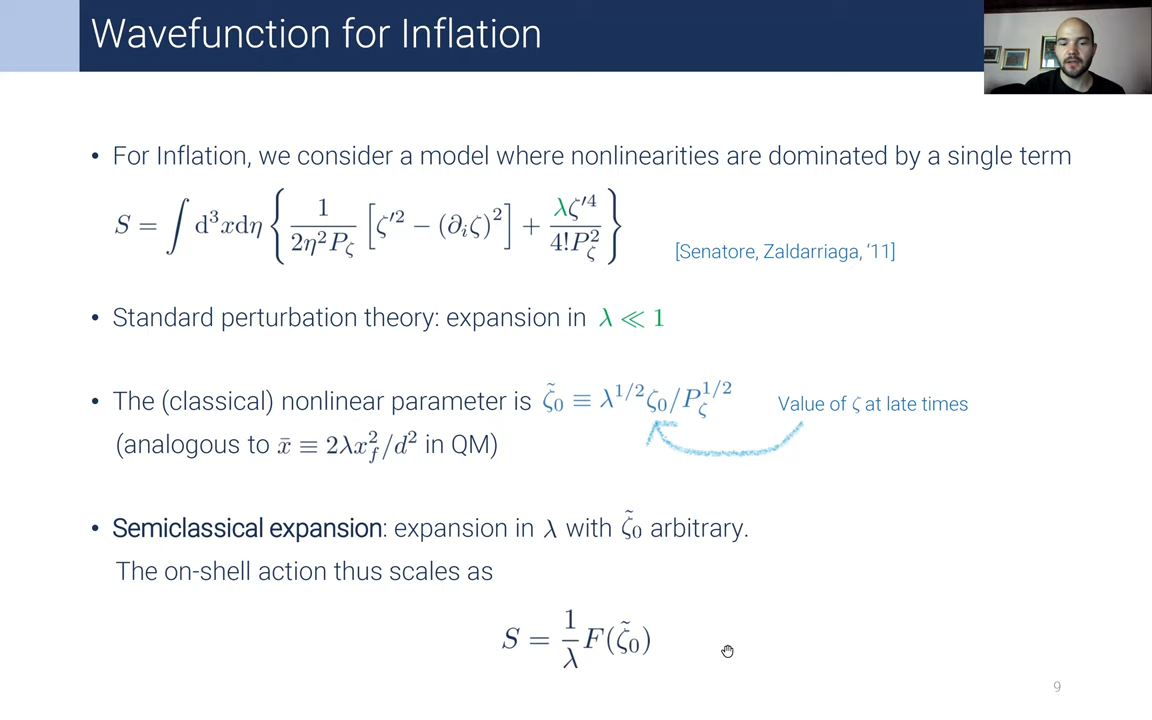 Wavefunction for Inflation
• For Inflation, we consider a model where nonlinearities are dominated by a single term
S = ∫ d³xdη { 1/(2η²P_ζ) [ζ′² − (∂ᵢζ)²] + λζ′⁴/(4!P_ζ²) }
[Senatore, Zaldarriaga, ‘11]
• Standard perturbation theory: expansion in λ ≪ 1
• The (classical) nonlinear parameter is ζ̃₀ ≡ λ^{1/2}ζ₀/P_ζ^{1/2}
Value of ζ at late times
(analogous to x̄ ≡ 2λx_f²/d² in QM)
• Semiclassical expansion: expansion in λ with ζ̃₀ arbitrary.
The on-shell action thus scales as
S = 1/λ F(ζ̃₀)
9